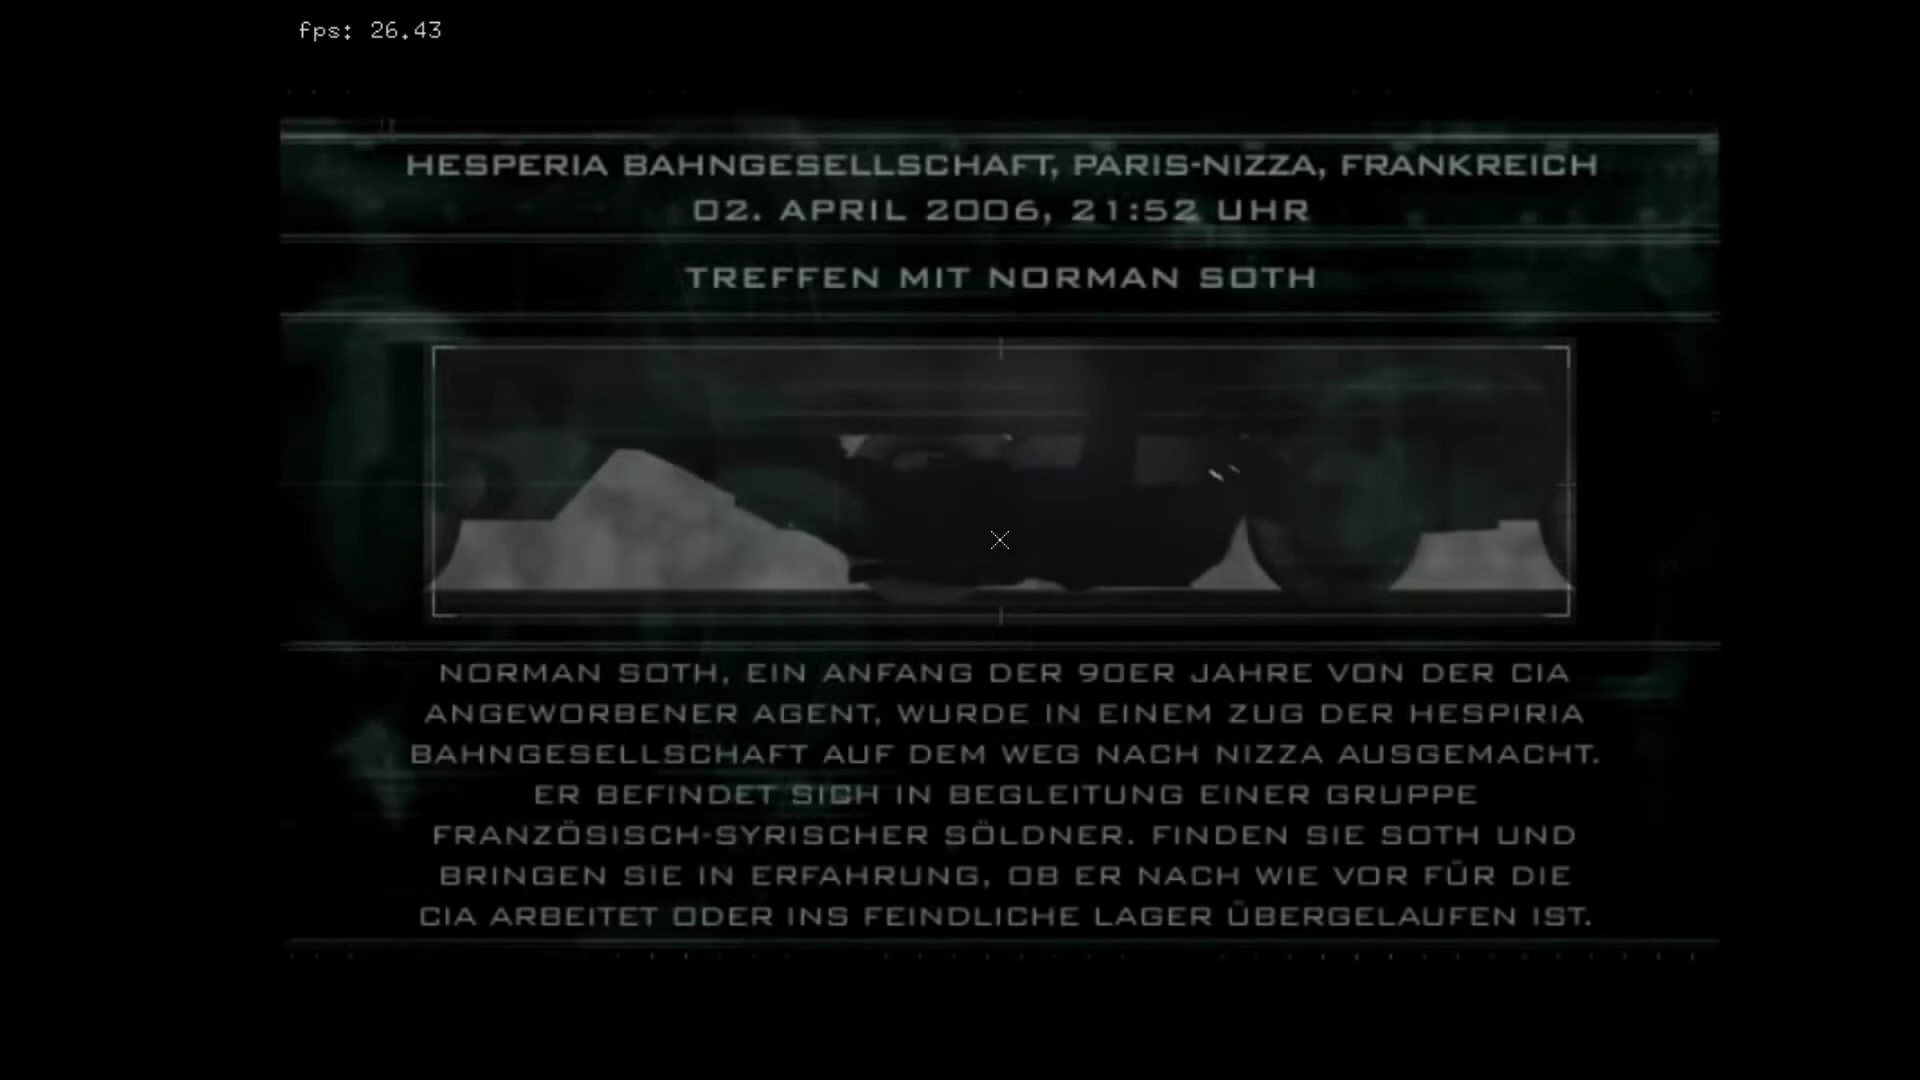 fps: 26.43
HESPERIA BAHNGESELLSCHAFT, PARIS-NIZZA, FRANKREICH
02. APRIL 2006, 21:52 UHR
TREFFEN MIT NORMAN SOTH
NORMAN SOTH, EIN ANFANG DER 90ER JAHRE VON DER CIA
ANGEWORBENER AGENT, WURDE IN EINEM ZUG DER HESPIRIA
BAHNGESELLSCHAFT AUF DEM WEG NACH NIZZA AUSGEMACHT.
ER BEFINDET SICH IN BEGLEITUNG EINER GRUPPE
FRANZÖSISCH-SYRISCHER SÖLDNER. FINDEN SIE SOTH UND
BRINGEN SIE IN ERFAHRUNG, OB ER NACH WIE VOR FÜR DIE
CIA ARBEITET ODER INS FEINDLICHE LAGER ÜBERGELAUFEN IST.